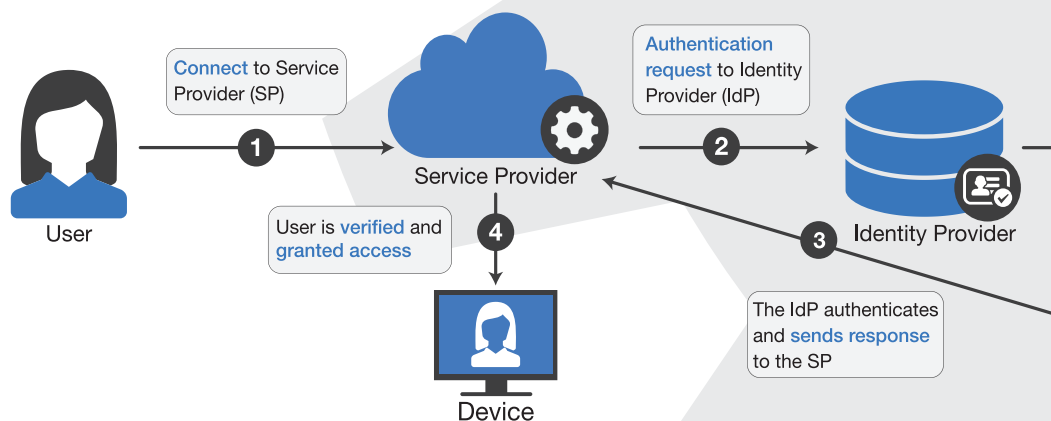 Connect to Service
Provider (SP)
1
Authentication
request to Identity
Provider (IdP)
2
User
Service Provider
Identity Provider
User is verified and
granted access
4
3
The IdP authenticates
and sends response
to the SP
Device